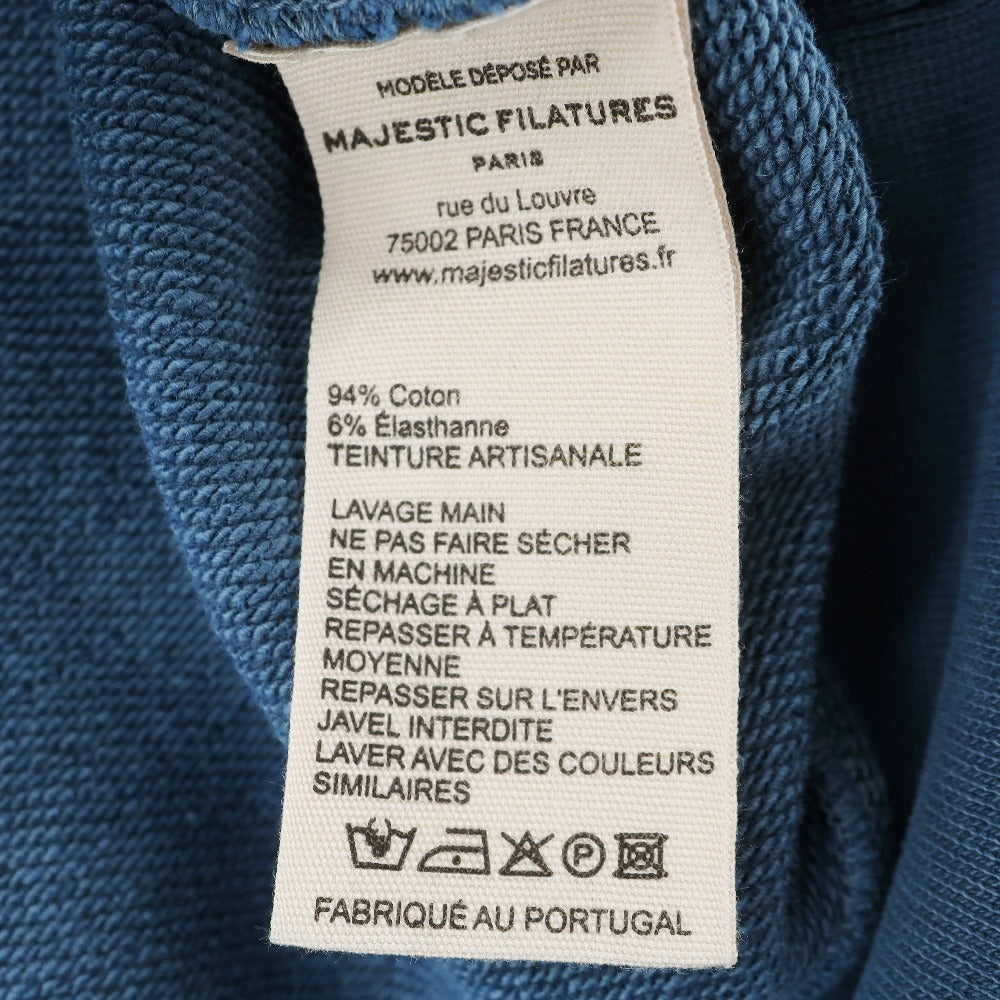 MODÈLE DÉPOSÉ PAR
MAJESTIC FILATURES
PARIS
rue du Louvre
75002 PARIS FRANCE
www.majesticfilatures.fr
94% Coton
6% Élasthanne
TEINTURE ARTISANALE
LAVAGE MAIN
NE PAS FAIRE SÉCHER
EN MACHINE
SÉCHAGE À PLAT
REPASSER À TEMPÉRATURE
MOYENNE
REPASSER SUR L'ENVERS
JAVEL INTERDITE
LAVER AVEC DES COULEURS
SIMILAIRES
P
FABRIQUÉ AU PORTUGAL